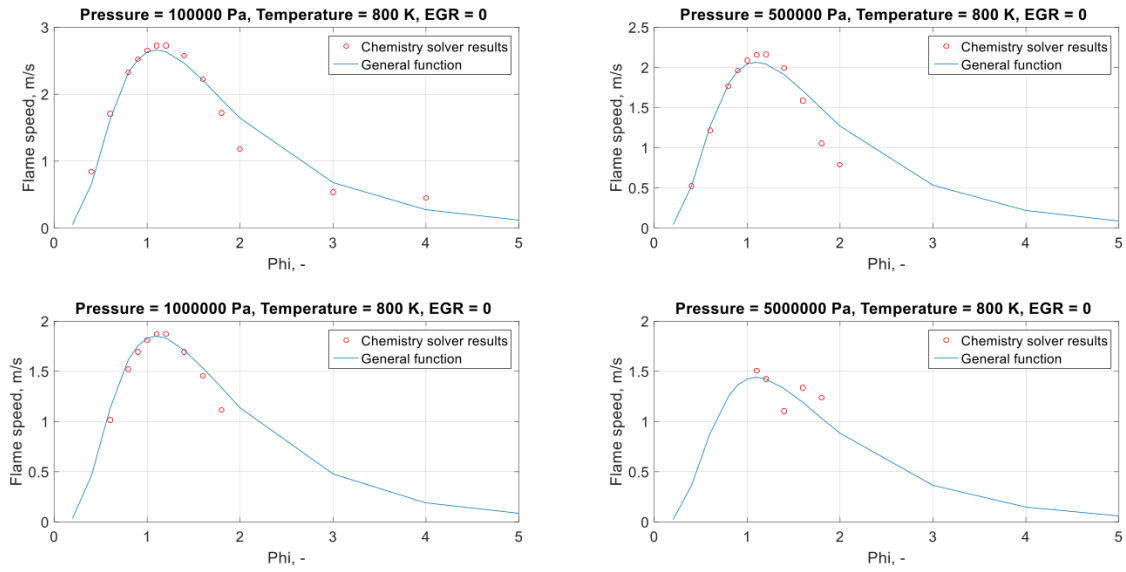 Pressure = 100000 Pa, Temperature = 800 K, EGR = 0
Flame speed, m/s
3
2
1
0
0 1 2 3 4 5
Phi, -
Chemistry solver results
General function
Pressure = 500000 Pa, Temperature = 800 K, EGR = 0
Flame speed, m/s
2.5
2
1.5
1
0.5
0
0 1 2 3 4 5
Phi, -
Chemistry solver results
General function
Pressure = 1000000 Pa, Temperature = 800 K, EGR = 0
Flame speed, m/s
2
1.5
1
0.5
0
0 1 2 3 4 5
Phi, -
Chemistry solver results
General function
Pressure = 5000000 Pa, Temperature = 800 K, EGR = 0
Flame speed, m/s
2
1.5
1
0.5
0
0 1 2 3 4 5
Phi, -
Chemistry solver results
General function